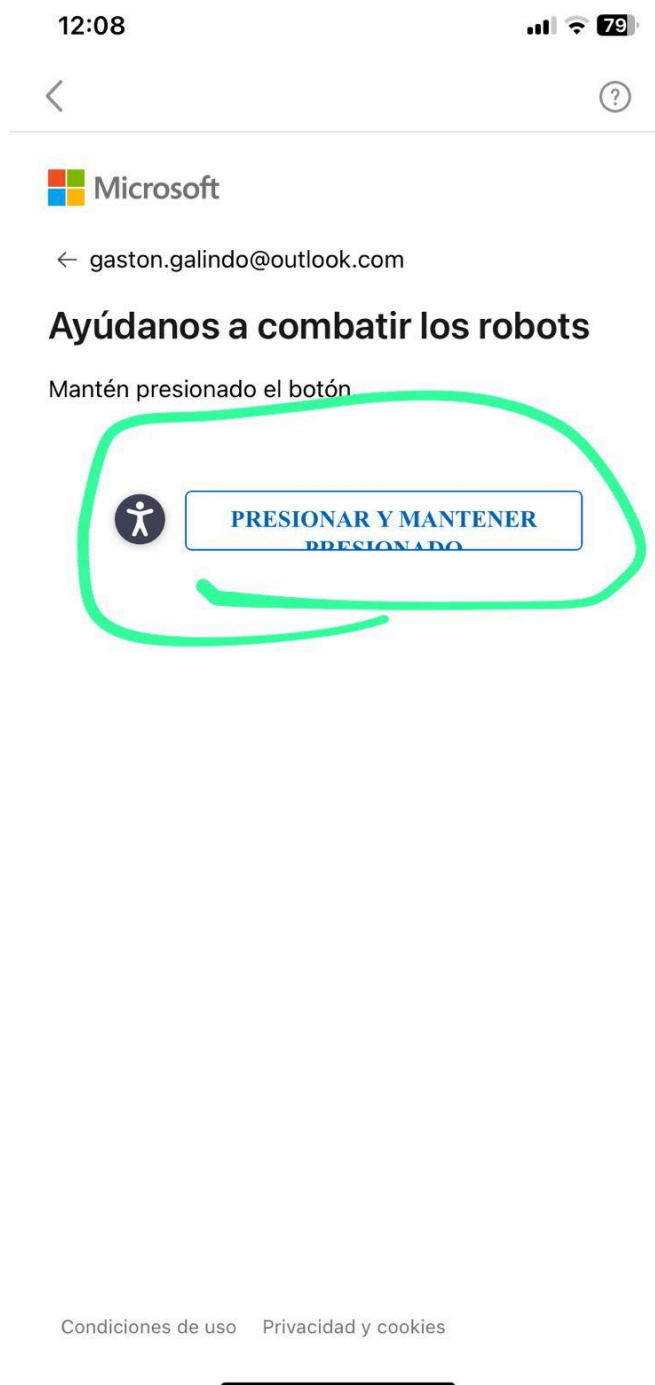 12:08
79
Microsoft
← gaston.galindo@outlook.com
Ayúdanos a combatir los robots
Mantén presionado el botón.
PRESIONAR Y MANTENER
PRESIONADO
Condiciones de uso Privacidad y cookies